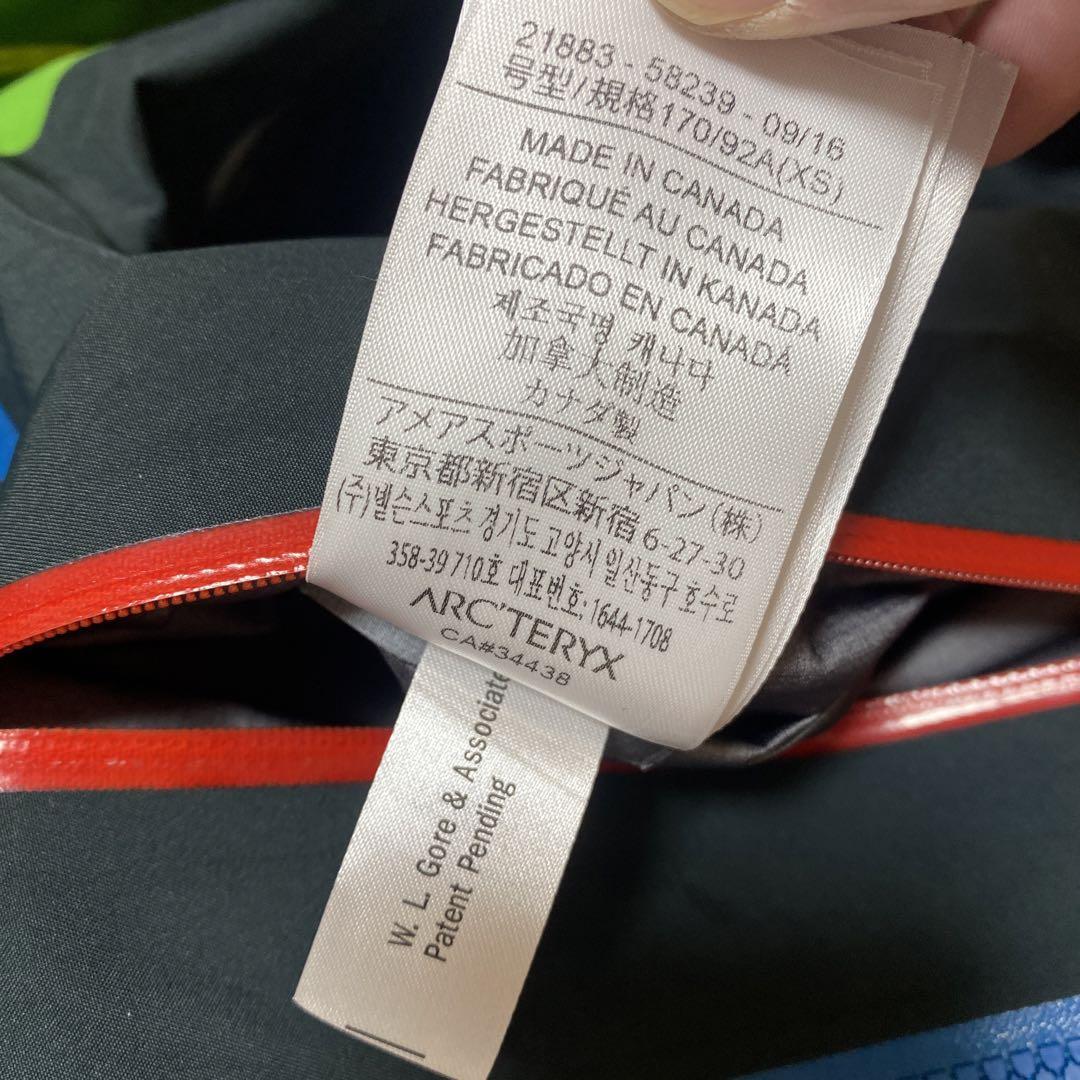 21883 - 58239 - 09/16
号型/規格170/92A(XS)
MADE IN CANADA
FABRIQUÉ AU CANADA
HERGESTELLT IN KANADA
FABRICADO EN CANADA
제조국명 캐나다
加拿大制造
カナダ製
アメアスポーツジャパン(株)
東京都新宿区新宿6-27-30
(주)넬슨스포츠 경기도 고양시 일산동구 호수로
358-39 710호 대표번호: 1644-1708
ARC'TERYX
CA#34438
W. L. Gore & Associate
Patent Pending